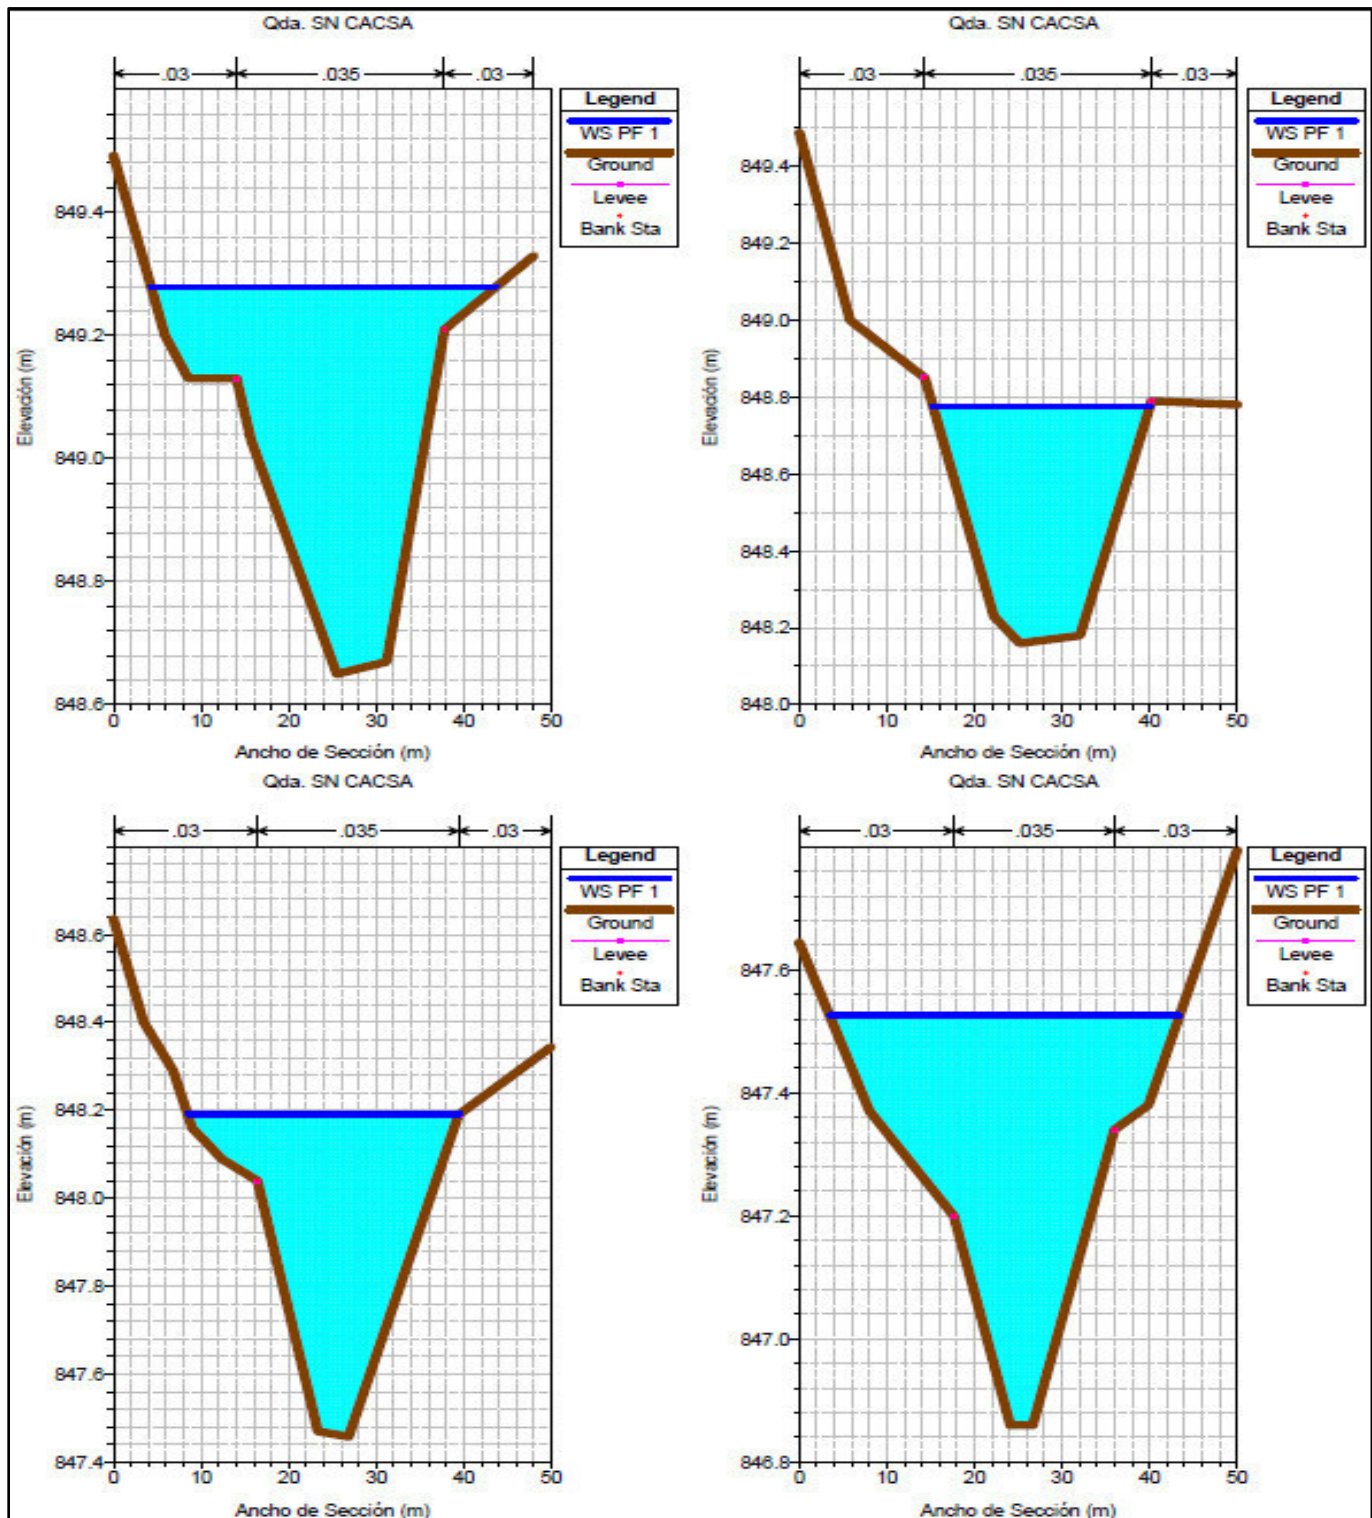 Qda. SN CACSA
.03 .035 .03
Legend
WS PF 1
Ground
Levee
Bank Sta
849.4
849.2
849.0
848.8
848.6
Elevación (m)
0 10 20 30 40 50
Ancho de Sección (m)
Qda. SN CACSA
.03 .035 .03
Legend
WS PF 1
Ground
Levee
Bank Sta
849.4
849.2
849.0
848.8
848.6
848.4
848.2
848.0
Elevación (m)
0 10 20 30 40 50
Ancho de Sección (m)
Qda. SN CACSA
.03 .035 .03
Legend
WS PF 1
Ground
Levee
Bank Sta
848.6
848.4
848.2
848.0
847.8
847.6
847.4
Elevación (m)
0 10 20 30 40 50
Ancho de Sección (m)
Qda. SN CACSA
.03 .035 .03
Legend
WS PF 1
Ground
Levee
Bank Sta
847.6
847.4
847.2
847.0
846.8
Elevación (m)
0 10 20 30 40 50
Ancho de Sección (m)